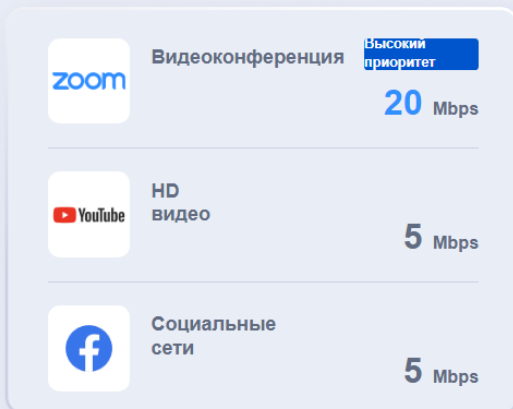 zoom
Видеоконференция
Высокий
приоритет
20 Mbps
YouTube
HD
видео
5 Mbps
f
Социальные
сети
5 Mbps